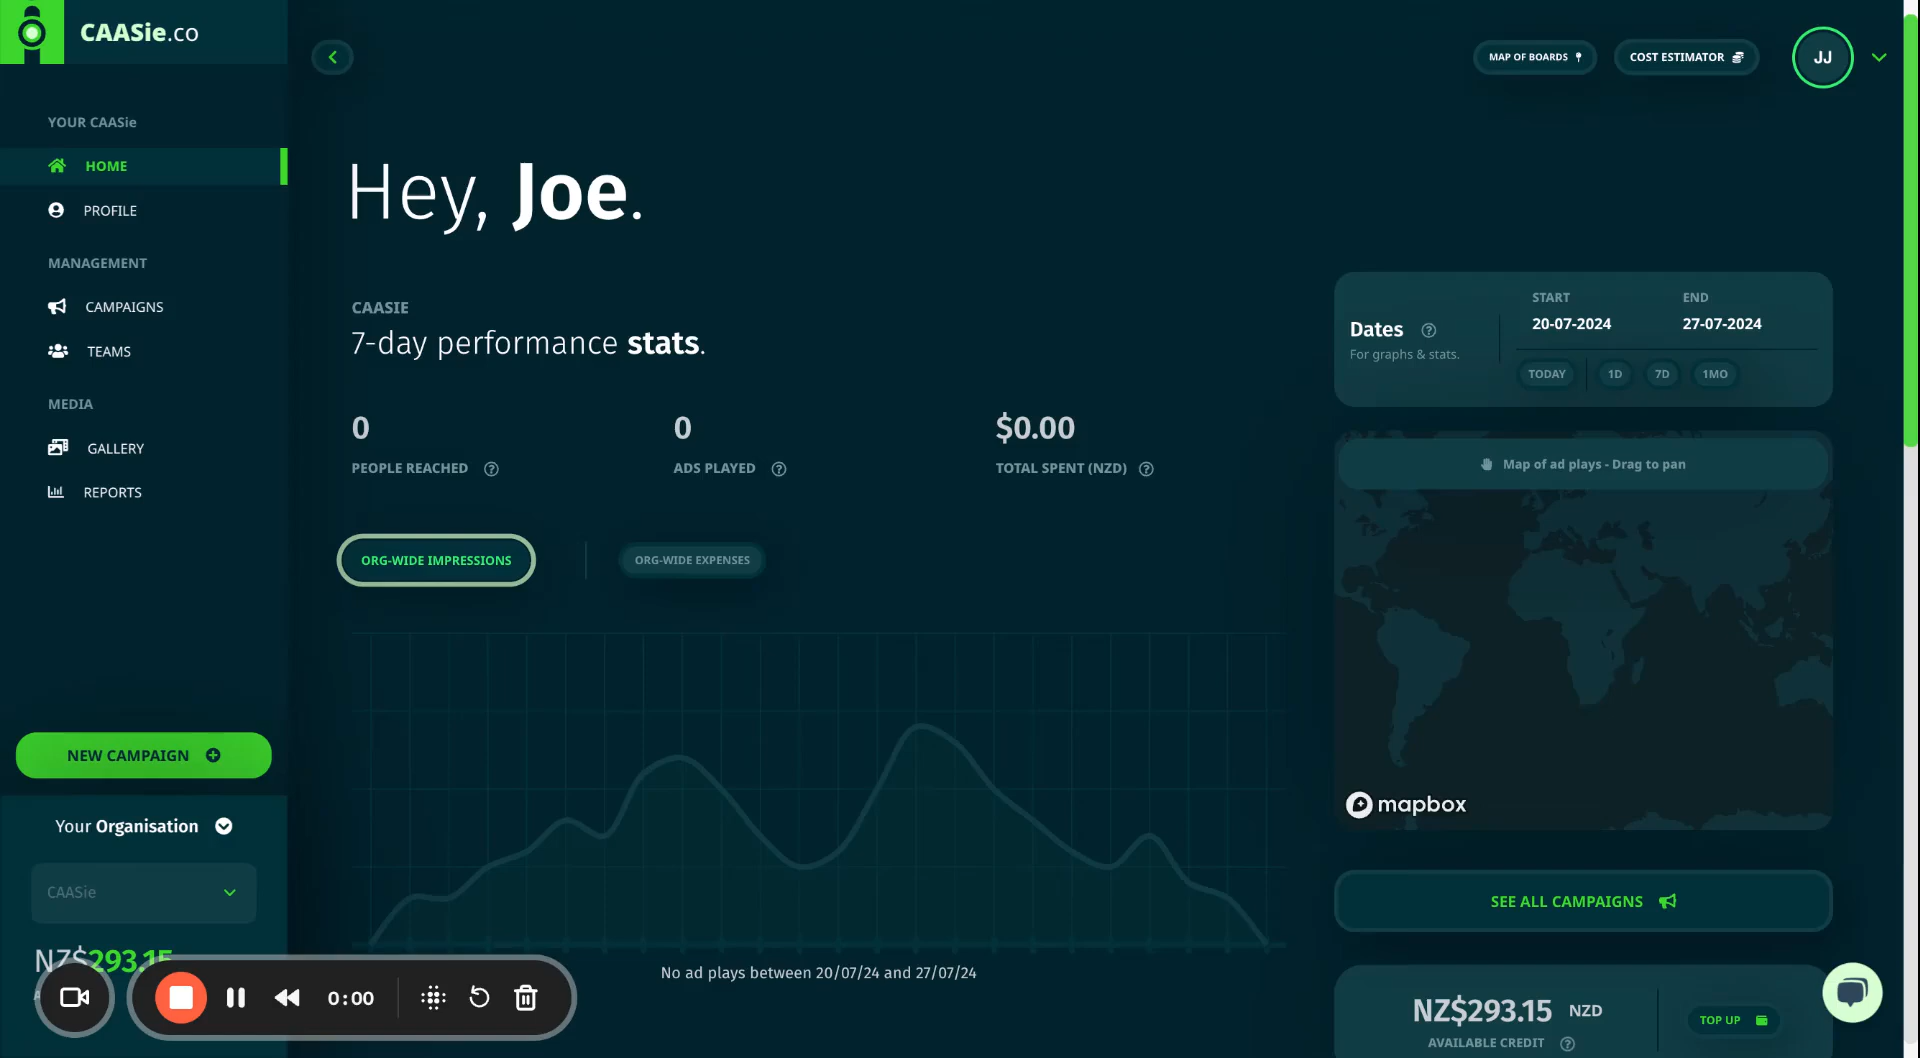 CAASie.co
YOUR CAASie
HOME
PROFILE
MANAGEMENT
CAMPAIGNS
TEAMS
MEDIA
GALLERY
REPORTS
NEW CAMPAIGN
Your Organisation
CAASie
NZ$293.15
0:00
MAP OF BOARDS
COST ESTIMATOR
JJ
Hey, Joe.
CAASIE
7-day performance stats.
0
PEOPLE REACHED ?
0
ADS PLAYED ?
$0.00
TOTAL SPENT (NZD) ?
ORG-WIDE IMPRESSIONS
ORG-WIDE EXPENSES
No ad plays between 20/07/24 and 27/07/24
Dates ?
For graphs & stats.
START
20-07-2024
END
27-07-2024
TODAY
1D
7D
1MO
Map of ad plays - Drag to pan
mapbox
SEE ALL CAMPAIGNS
NZ$293.15 NZD
AVAILABLE CREDIT ?
TOP UP